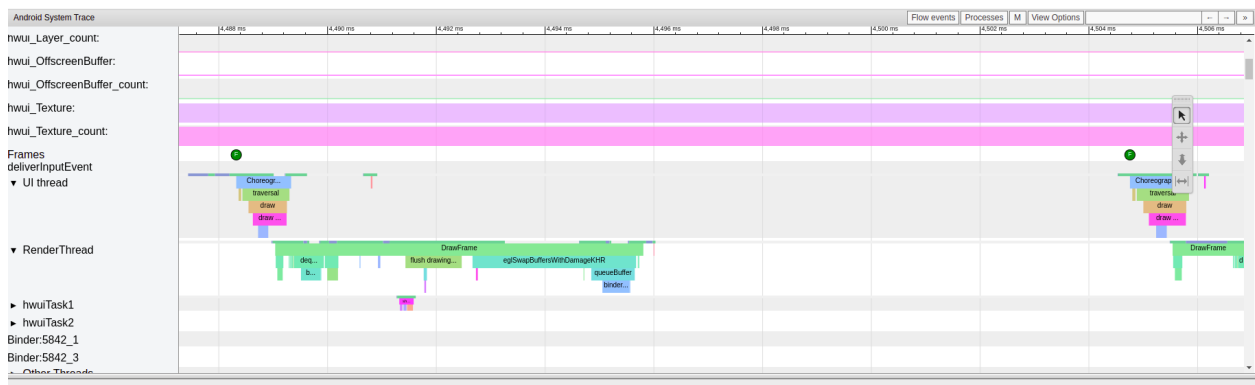 Android System Trace Flow events Processes M View Options ← → »
4,488 ms 4,490 ms 4,492 ms 4,494 ms 4,496 ms 4,498 ms 4,500 ms 4,502 ms 4,504 ms 4,506 ms
hwui_Layer_count:
hwui_OffscreenBuffer:
hwui_OffscreenBuffer_count:
hwui_Texture:
hwui_Texture_count:
Frames F F
deliverInputEvent
▼ UI thread
Choreogr... Choreograp
traversal traversal
draw draw
draw ... draw ...
▼ RenderThread DrawFrame DrawFrame
deq... flush drawing... eglSwapBuffersWithDamageKHR d
b... queueBuffer
binder...
► hwuiTask1
► hwuiTask2
Binder:5842_1
Binder:5842_3
Other Threads